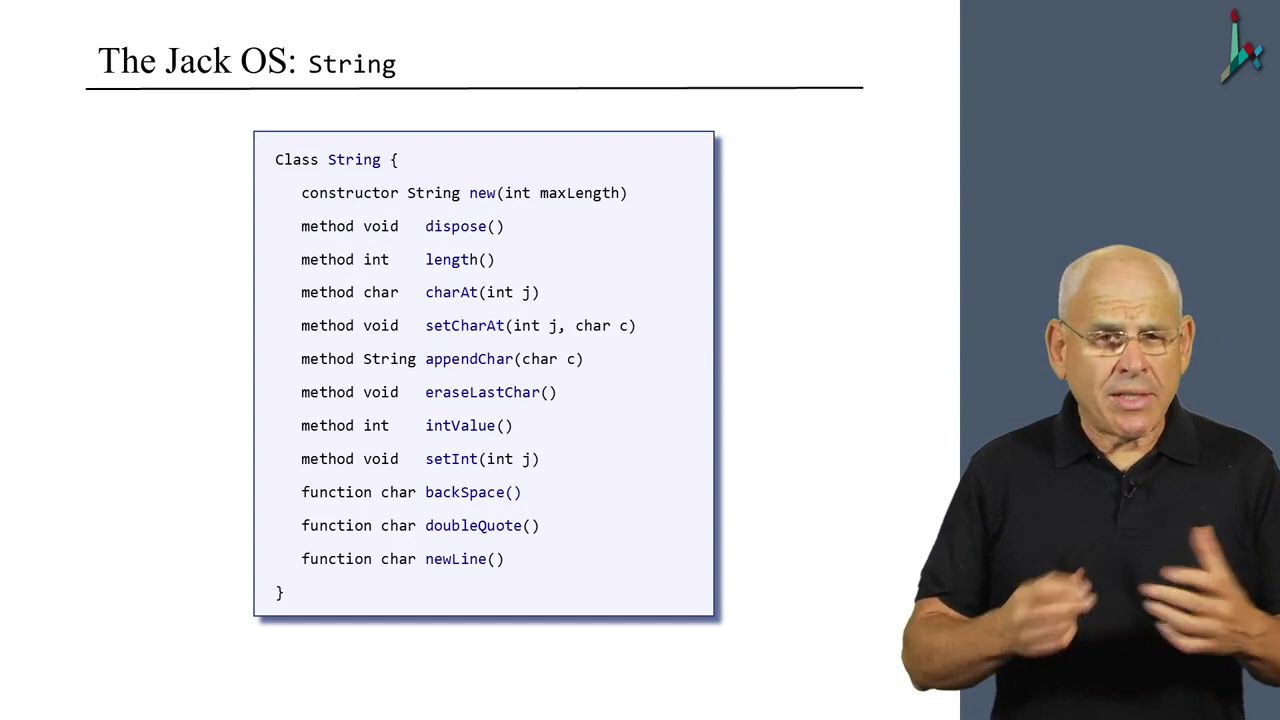 The Jack OS: String
Class String {
constructor String new(int maxLength)
method void dispose()
method int length()
method char charAt(int j)
method void setCharAt(int j, char c)
method String appendChar(char c)
method void eraseLastChar()
method int intValue()
method void setInt(int j)
function char backSpace()
function char doubleQuote()
function char newLine()
}